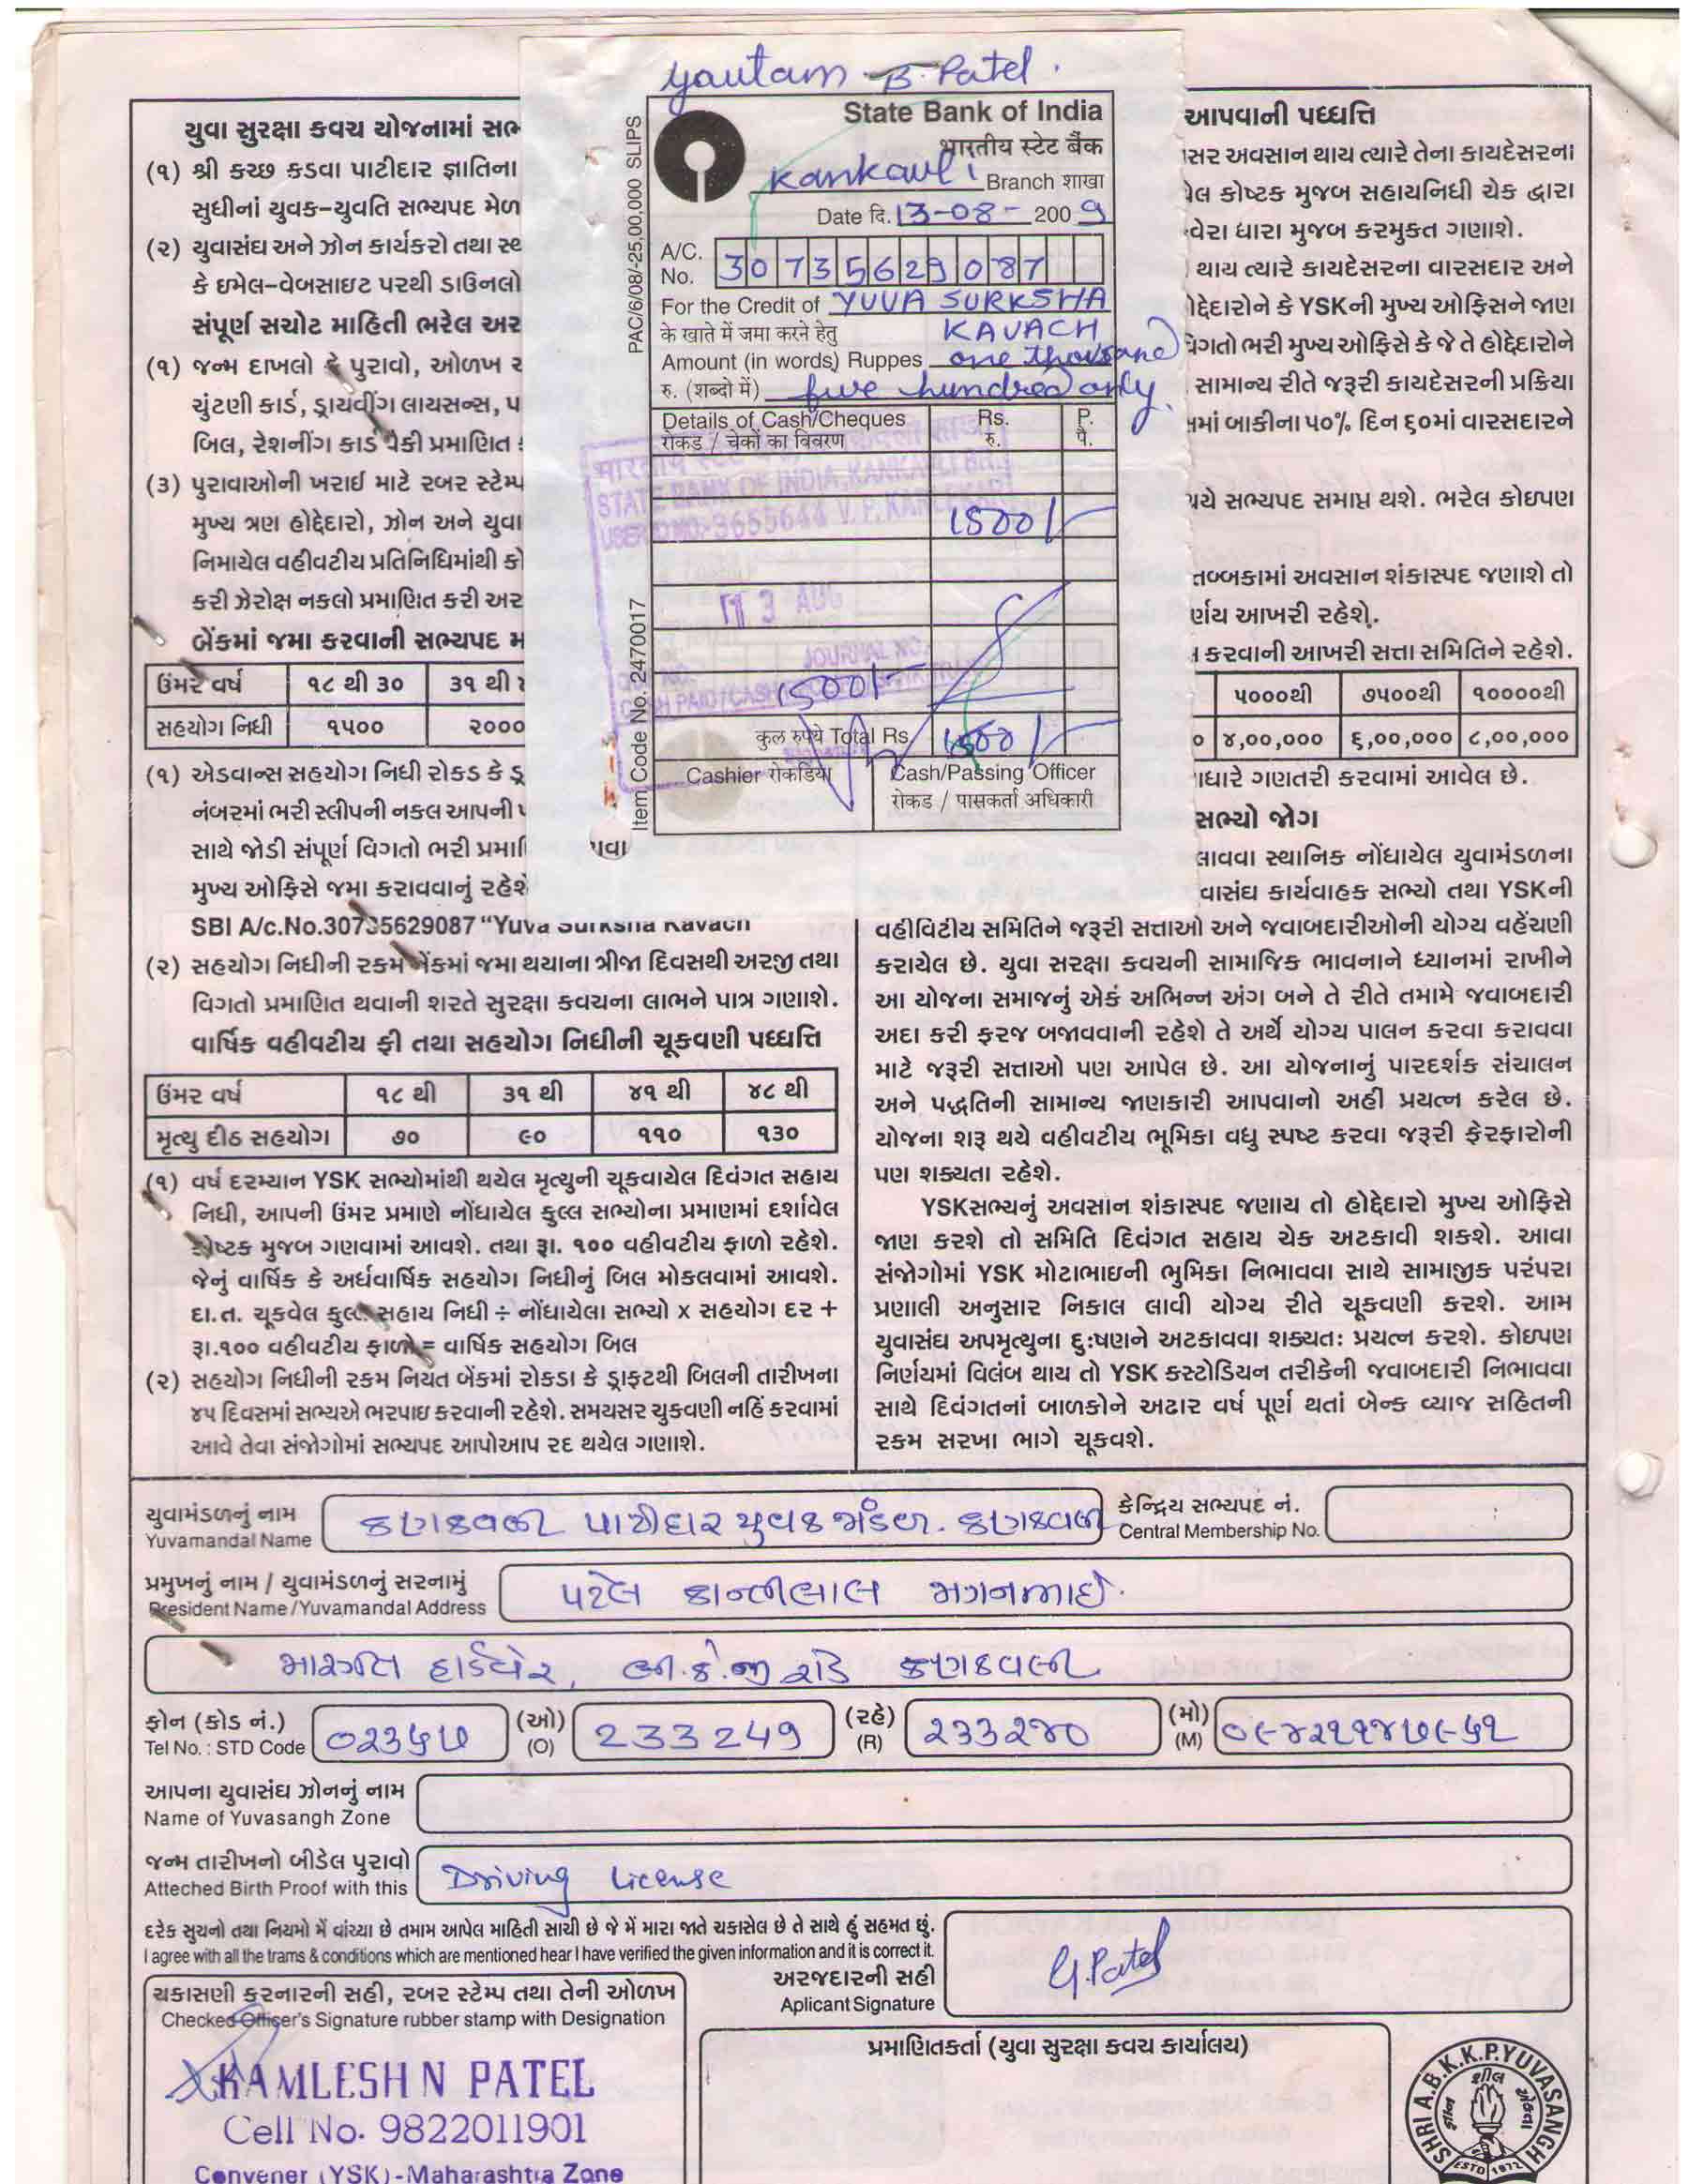 yautam B. Patel.
State Bank of India
भारतीय स्टेट बैंक
Kankavli Branch शाखा
Date दि. 13-08- 2009
A/C. No. 30735629087
For the Credit of YUVA SURKSHA
के खाते में जमा करने हेतु KAVACH
Amount (in words) Ruppes one thousand
रु. (शब्दो में) five hundred only.
Details of Cash/Cheques Rs. P.
रोकड / चेकों का विवरण रु. पै.
STATE BANK OF INDIA, KANKAVLI BR.
1500/-
13 AUG
JOURNAL NO.
1500/-
कुल रुपये Total Rs. 1500/-
Cashier रोकडिया Cash/Passing Officer
रोकड / पासकर्ता अधिकारी
PAC/6/08/-25,00,000 SLIPS
Item Code No. 2470017
યુવા સુરક્ષા કવચ યોજનામાં સભ
(૧) શ્રી કચ્છ કડવા પાટીદાર જ્ઞાતિના
સુધીનાં યુવક-યુવતિ સભ્યપદ મેળ
(૨) યુવાસંઘ અને ઝોન કાર્યકરો તથા સ્થ
કે ઇમેલ-વેબસાઇટ પરથી ડાઉનલો
સંપૂર્ણ સચોટ માહિતી ભરેલ અર
(૧) જન્મ દાખલો કે પુરાવો, ઓળખ ૨
ચુંટણી કાર્ડ, ડ્રાયવીંગ લાયસન્સ, પ
બિલ, રેશનીંગ કાર્ડ પૈકી પ્રમાણિત
(૩) પુરાવાઓની ખરાઈ માટે રબર સ્ટેમ્પ
મુખ્ય ત્રણ હોદ્દેદારો, ઝોન અને યુવા
નિમાયેલ વહીવટીય પ્રતિનિધિમાંથી કો
કરી ઝેરોક્ષ નકલો પ્રમાણિત કરી અર
બેંકમાં જમા કરવાની સભ્યપદ મ
ઉંમર વર્ષ ૧૮ થી ૩૦ ૩૧ થી
સહયોગ નિધી ૧૫૦૦ ૨૦૦૦
(૧) એડવાન્સ સહયોગ નિધી રોકડ કે ડ્ર
નંબરમાં ભરી સ્લીપની નકલ આપની
સાથે જોડી સંપૂર્ણ વિગતો ભરી પ્રમાણિ
મુખ્ય ઓફિસે જમા કરાવવાનું રહેશે
SBI A/c.No.30735629087 "Yuva Surksha Kavach
(૨) સહયોગ નિધીની રકમ બેંકમાં જમા થયાના ત્રીજા દિવસથી અરજી તથા
વિગતો પ્રમાણિત થવાની શરતે સુરક્ષા કવચના લાભને પાત્ર ગણાશે.
વાર્ષિક વહીવટીય ફી તથા સહયોગ નિધીની ચૂકવણી પધ્ધત્તિ
ઉંમર વર્ષ ૧૮ થી ૩૧ થી ૪૧ થી ૪૮ થી
મૃત્યુ દીઠ સહયોગ ૭૦ ૯૦ ૧૧૦ ૧૩૦
(૧) વર્ષ દરમ્યાન YSK સભ્યોમાંથી થયેલ મૃત્યુની ચૂકવાયેલ દિવંગત સહાય
નિધી, આપની ઉંમર પ્રમાણે નોંધાયેલ કુલ્લ સભ્યોના પ્રમાણમાં દર્શાવેલ
કોષ્ટક મુજબ ગણવામાં આવશે. તથા રૂા. ૧૦૦ વહીવટીય ફાળો રહેશે.
જેનું વાર્ષિક કે અર્ધવાર્ષિક સહયોગ નિધીનું બિલ મોકલવામાં આવશે.
દા.ત. ચૂકવેલ કુલ સહાય નિધી ÷ નોંધાયેલા સભ્યો x સહયોગ દર +
રૂા.૧૦૦ વહીવટીય ફાળો = વાર્ષિક સહયોગ બિલ
(૨) સહયોગ નિધીની રકમ નિયત બેંકમાં રોકડા કે ડ્રાફટથી બિલની તારીખના
૪૫ દિવસમાં સભ્યએ ભરપાઇ કરવાની રહેશે. સમયસર ચુકવણી નહિં કરવામાં
આવે તેવા સંજોગોમાં સભ્યપદ આપોઆપ રદ થયેલ ગણાશે.
આપવાની પધ્ધત્તિ
સર અવસાન થાય ત્યારે તેના કાયદેસરના
લ કોષ્ટક મુજબ સહાયનિધી ચેક દ્વારા
વેરા ધારા મુજબ કરમુક્ત ગણાશે.
થાય ત્યારે કાયદેસરના વારસદાર અને
દ્દેદારોને કે YSKની મુખ્ય ઓફિસને જાણ
વિગતો ભરી મુખ્ય ઓફિસે કે જે તે હોદ્દેદારોને
સામાન્ય રીતે જરૂરી કાયદેસરની પ્રક્રિયા
માં બાકીના ૫૦% દિન ૬૦માં વારસદારને
યે સભ્યપદ સમાપ્ત થશે. ભરેલ કોઇપણ
તબ્બકામાં અવસાન શંકાસ્પદ જણાશે તો
ર્ણય આખરી રહેશે.
કરવાની આખરી સત્તા સમિતિને રહેશે.
૫૦૦૦થી ૭૫૦૦થી ૧૦૦૦૦થી
૦ ૪,૦૦,૦૦૦ ૬,૦૦,૦૦૦ ૮,૦૦,૦૦૦
ાધારે ગણતરી કરવામાં આવેલ છે.
સભ્યો જોગ
લાવવા સ્થાનિક નોંધાયેલ યુવામંડળના
વાસંઘ કાર્યવાહક સભ્યો તથા YSKની
વહીવિટીય સમિતિને જરૂરી સત્તાઓ અને જવાબદારીઓની યોગ્ય વહેંચણી
કરાયેલ છે. યુવા સરક્ષા કવચની સામાજિક ભાવનાને ધ્યાનમાં રાખીને
આ યોજના સમાજનું એક અભિન્ન અંગ બને તે રીતે તમામે જવાબદારી
અદા કરી ફરજ બજાવવાની રહેશે તે અર્થે યોગ્ય પાલન કરવા કરાવવા
માટે જરૂરી સત્તાઓ પણ આપેલ છે. આ યોજનાનું પારદર્શક સંચાલન
અને પદ્ધતિની સામાન્ય જાણકારી આપવાનો અહી પ્રયત્ન કરેલ છે.
યોજના શરૂ થયે વહીવટીય ભૂમિકા વધુ સ્પષ્ટ કરવા જરૂરી ફેરફારોની
પણ શક્યતા રહેશે.
YSKસભ્યનું અવસાન શંકાસ્પદ જણાય તો હોદ્દેદારો મુખ્ય ઓફિસે
જાણ કરશે તો સમિતિ દિવંગત સહાય ચેક અટકાવી શકશે. આવા
સંજોગોમાં YSK મોટાભાઇની ભુમિકા નિભાવવા સાથે સામાજીક પરંપરા
પ્રણાલી અનુસાર નિકાલ લાવી યોગ્ય રીતે ચૂકવણી કરશે. આમ
યુવાસંઘ અપમૃત્યુના દુ:ષણને અટકાવવા શક્યત: પ્રયત્ન કરશે. કોઇપણ
નિર્ણયમાં વિલંબ થાય તો YSK કસ્ટોડિયન તરીકેની જવાબદારી નિભાવવા
સાથે દિવંગતનાં બાળકોને અઢાર વર્ષ પૂર્ણ થતાં બેન્ક વ્યાજ સહિતની
રકમ સરખા ભાગે ચૂકવશે.
યુવામંડળનું નામ કણકવલી પાટીદાર યુવક મંડળ. કણકવલી કેન્દ્રિય સભ્યપદ નં.
Yuvamandal Name Central Membership No.
પ્રમુખનું નામ / યુવામંડળનું સરનામું પટેલ કાન્તીલાલ મગનભાઈ.
President Name/Yuvamandal Address
મારૂતિ હાર્ડવેર, વી.કે.જી રોડ કણકવલી
ફોન (કોડ નં.) ૦૨૩૬૭ (ઓ) 233249 (રહે) ૨૩૩૨૪૦ (મો) ૦૯૪૨૧૧૪૭૯૬૧
Tel No. : STD Code (O) (R) (M)
આપના યુવાસંઘ ઝોનનું નામ
Name of Yuvasangh Zone
જન્મ તારીખનો બીડેલ પુરાવો Driving License
Atteched Birth Proof with this
દરેક સુચનો તથા નિયમો મેં વાંચ્યા છે તમામ આપેલ માહિતી સાચી છે જે મેં મારા જાતે ચકાસેલ છે તે સાથે હું સહમત છું.
I agree with all the trams & conditions which are mentioned hear I have verified the given information and it is correct it.
અરજદારની સહી G.Patel
Aplicant Signature
ચકાસણી કરનારની સહી, રબર સ્ટેમ્પ તથા તેની ઓળખ
Checked Officer's Signature rubber stamp with Designation
KAMLESH N PATEL
Cell No. 9822011901
Convener (YSK)-Maharashtra Zone
પ્રમાણિતકર્તા (યુવા સુરક્ષા કવચ કાર્યાલય)
SHRI A.B.K.K.P.YUVASANGH
શીલ
ESTD 1972